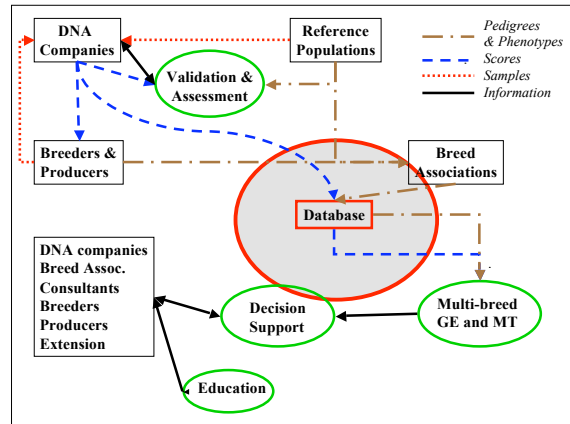 DNA
Companies
Reference
Populations
Pedigrees
& Phenotypes
Scores
Samples
Information
Validation &
Assessment
Breeders &
Producers
Breed
Associations
Database
DNA companies
Breed Assoc.
Consultants
Breeders
Producers
Extension
Decision
Support
Multi-breed
GE and MT
Education